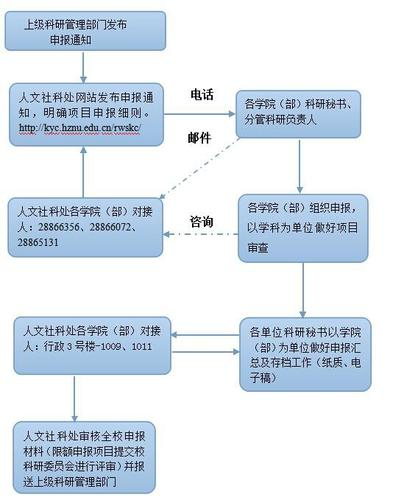 上级科研管理部门发布
申报通知
人文社科处网站发布申报通
知，明确项目申报细则。
http://kyc.hznu.edu.cn/rwskc/
电话
各学院（部）科研秘书、
分管科研负责人
邮件
人文社科处各学院（部）对接
人：28866356、28866072、
28865131
咨询
各学院（部）组织申报，
以学科为单位做好项目
审查
人文社科处各学院（部）对接
人：行政 3 号楼-1009、1011
各单位科研秘书以学院
（部）为单位做好申报汇
总及存档工作（纸质、电
子稿）
人文社科处审核全校申报
材料（限额申报项目提交校
科研委员会进行评审）并报
送上级科研管理部门